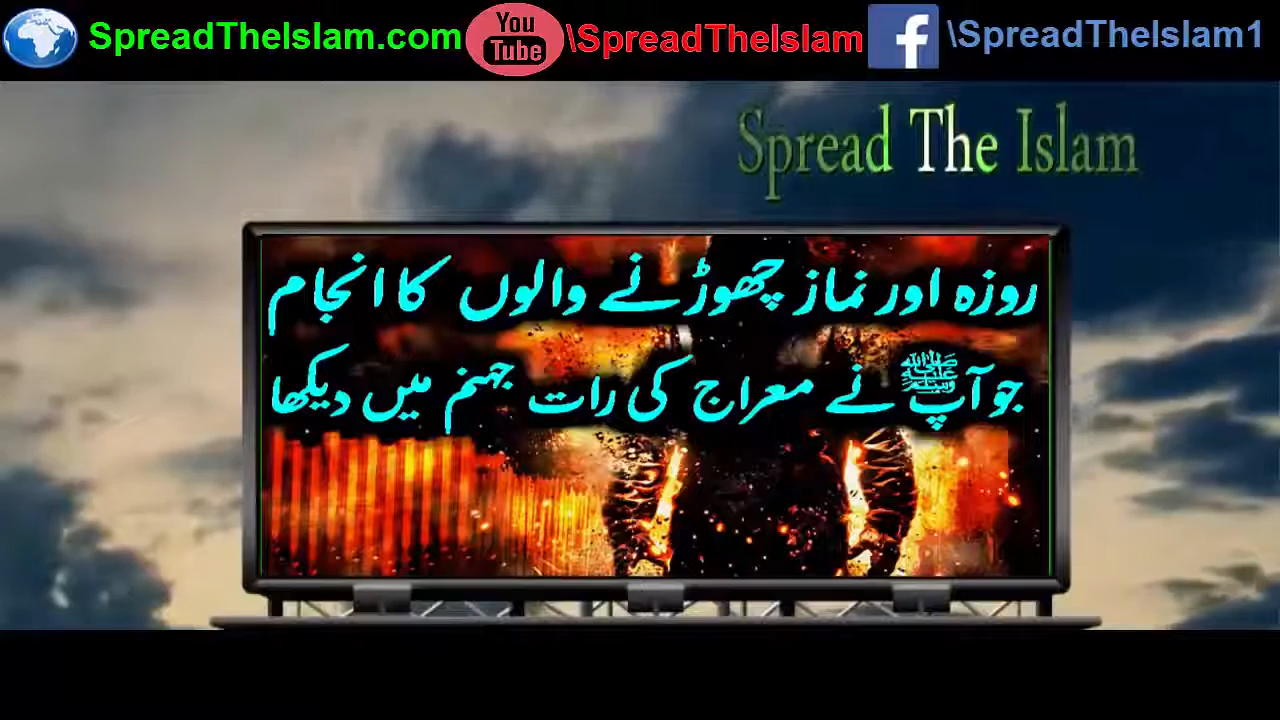 SpreadTheIslam.com You Tube \SpreadTheIslam f \SpreadTheIslam1
Spread The Islam
روزہ اور نماز چھوڑنے والوں کا انجام
جو آپ ﷺ نے معراج کی رات جہنم میں دیکھا